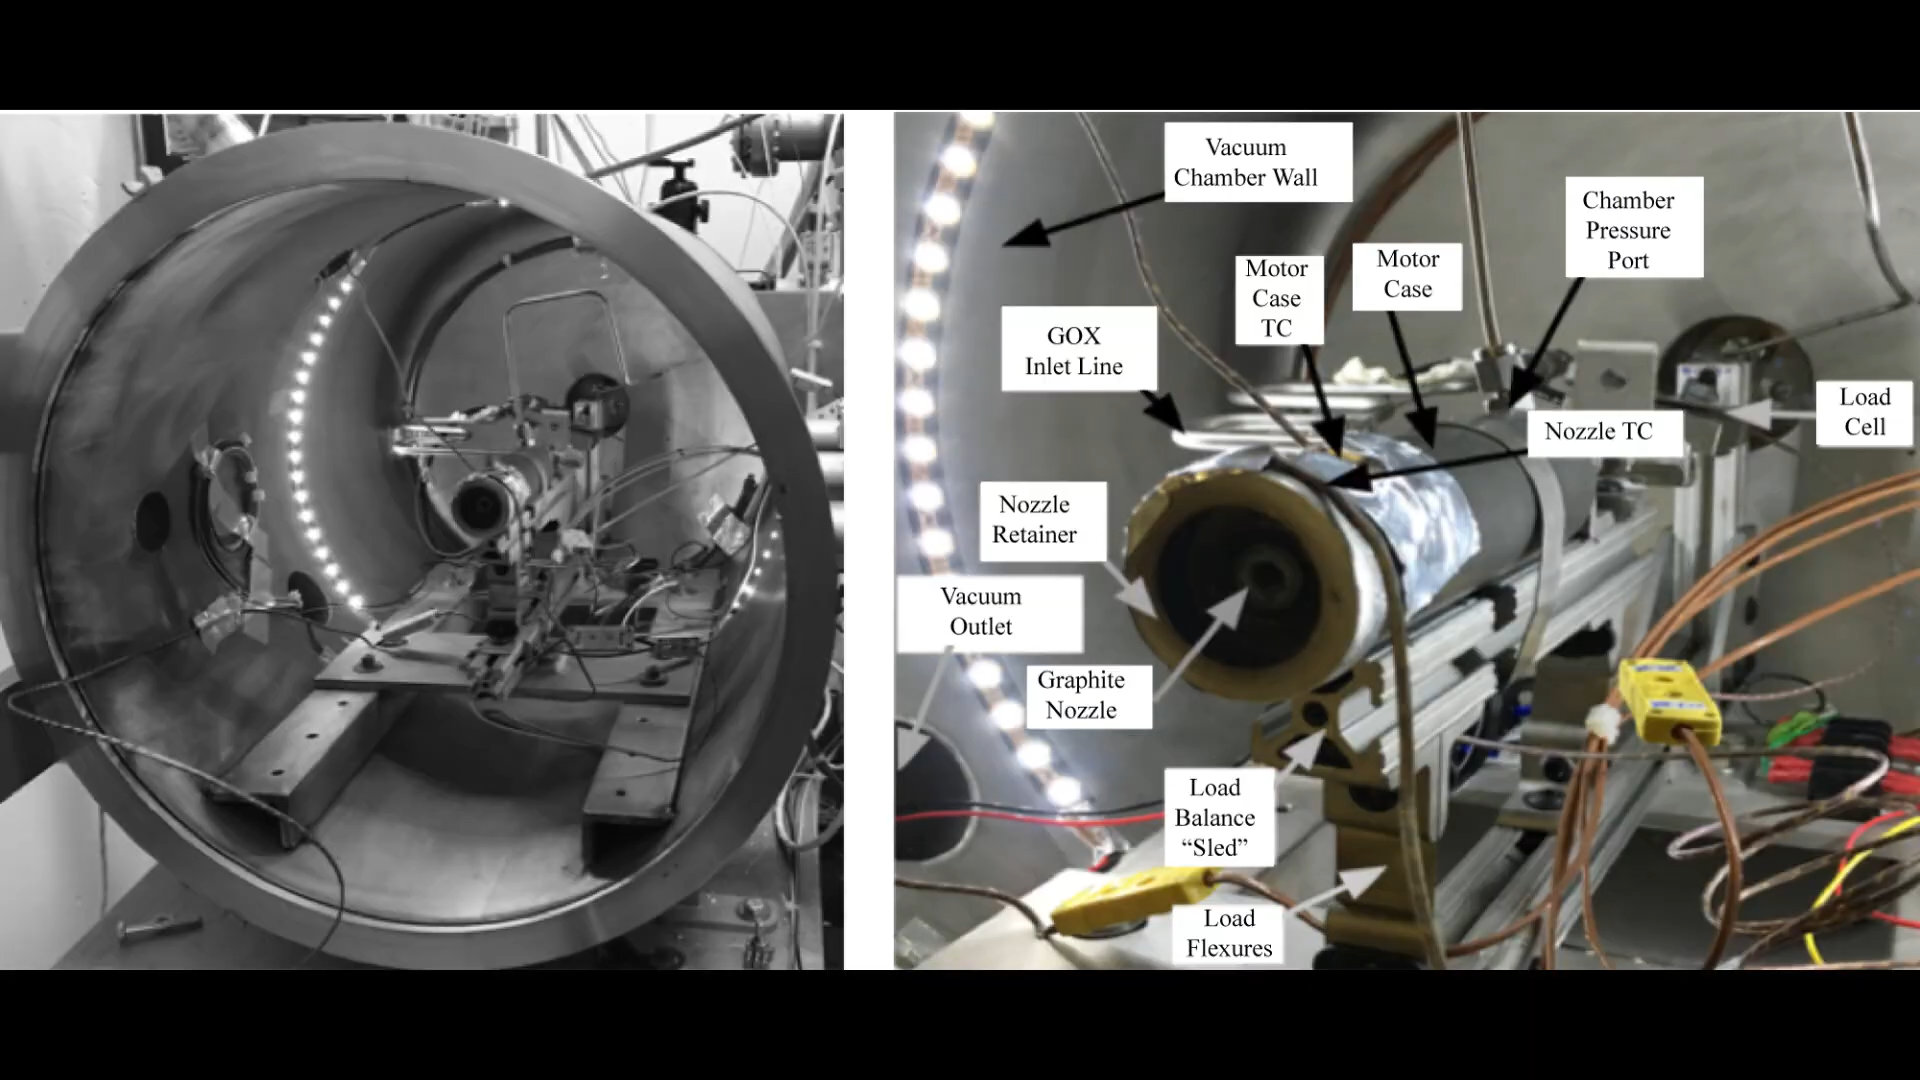 Vacuum
Chamber Wall
Chamber
Pressure
Port
Motor
Case
Motor
Case
TC
GOX
Inlet Line
Load
Cell
Nozzle TC
Nozzle
Retainer
Vacuum
Outlet
Graphite
Nozzle
Load
Balance
“Sled”
Load
Flexures